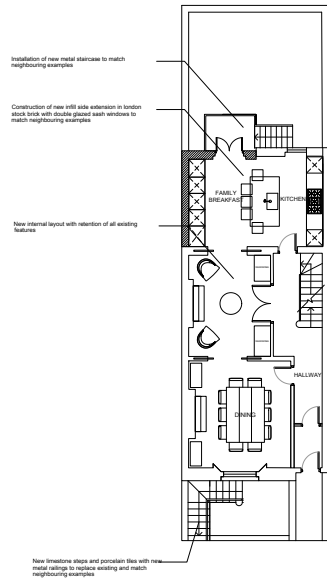 Installation of new metal staircase to match
neighbouring examples
Construction of new infill side extension in london
stock brick with double glazed sash windows to
match neighbouring examples
FAMILY
BREAKFAST
KITCHEN
New internal layout with retention of all existing
features
HALLWAY
DINING
New limestone steps and porcelain tiles with new
metal railings to replace existing and match
neighbouring examples